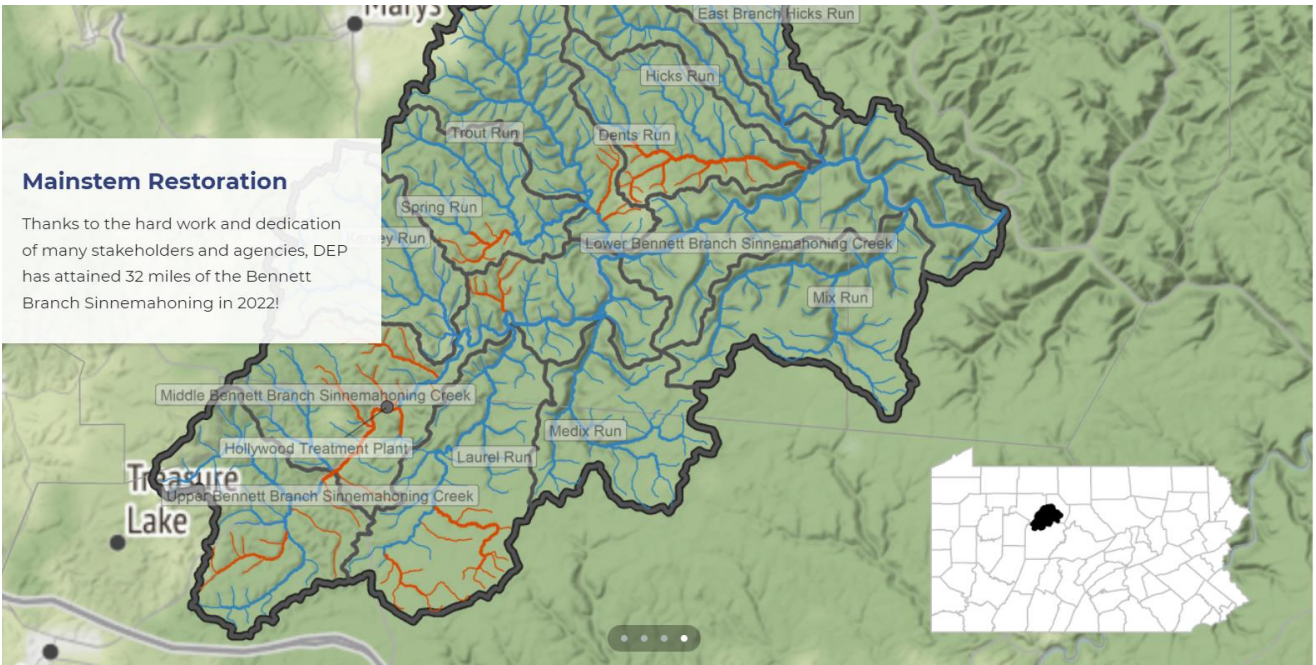 Marys
East Branch Hicks Run
Hicks Run
Trout Run
Dents Run
Mainstem Restoration
Thanks to the hard work and dedication
of many stakeholders and agencies, DEP
has attained 32 miles of the Bennett
Branch Sinnemahoning in 2022!
Spring Run
Kersey Run
Lower Bennett Branch Sinnemahoning Creek
Mix Run
Middle Bennett Branch Sinnemahoning Creek
Medix Run
Hollywood Treatment Plant
Laurel Run
Treasure
Lake
Upper Bennett Branch Sinnemahoning Creek